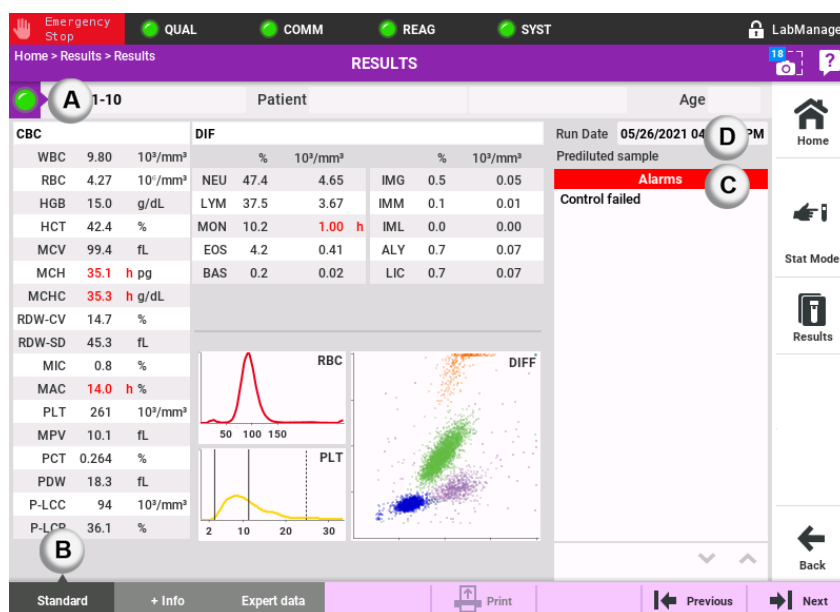 Emergency Stop QUAL COMM REAG SYST LabManage
Home > Results > Results RESULTS 18 ?
A 1-10 Patient Age
CBC DIF Run Date 05/26/2021 04 D PM
WBC 9.80 10³/mm³ % 10³/mm³ % 10³/mm³ Prediluted sample
RBC 4.27 10⁶/mm³ NEU 47.4 4.65 IMG 0.5 0.05 Alarms C
HGB 15.0 g/dL LYM 37.5 3.67 IMM 0.1 0.01 Control failed
HCT 42.4 % MON 10.2 1.00 h IML 0.0 0.00
MCV 99.4 fL EOS 4.2 0.41 ALY 0.7 0.07
MCH 35.1 h pg BAS 0.2 0.02 LIC 0.7 0.07
MCHC 35.3 h g/dL
RDW-CV 14.7 %
RDW-SD 45.3 fL
MIC 0.8 %
MAC 14.0 h %
PLT 261 10³/mm³
MPV 10.1 fL
PCT 0.264 %
PDW 18.3 fL
P-LCC 94 10³/mm³
P-LCR 36.1 %
B
RBC
50 100 150
PLT
2 10 20 30
DIFF
Home
Stat Mode
Results
Back
Standard + Info Expert data Print Previous Next